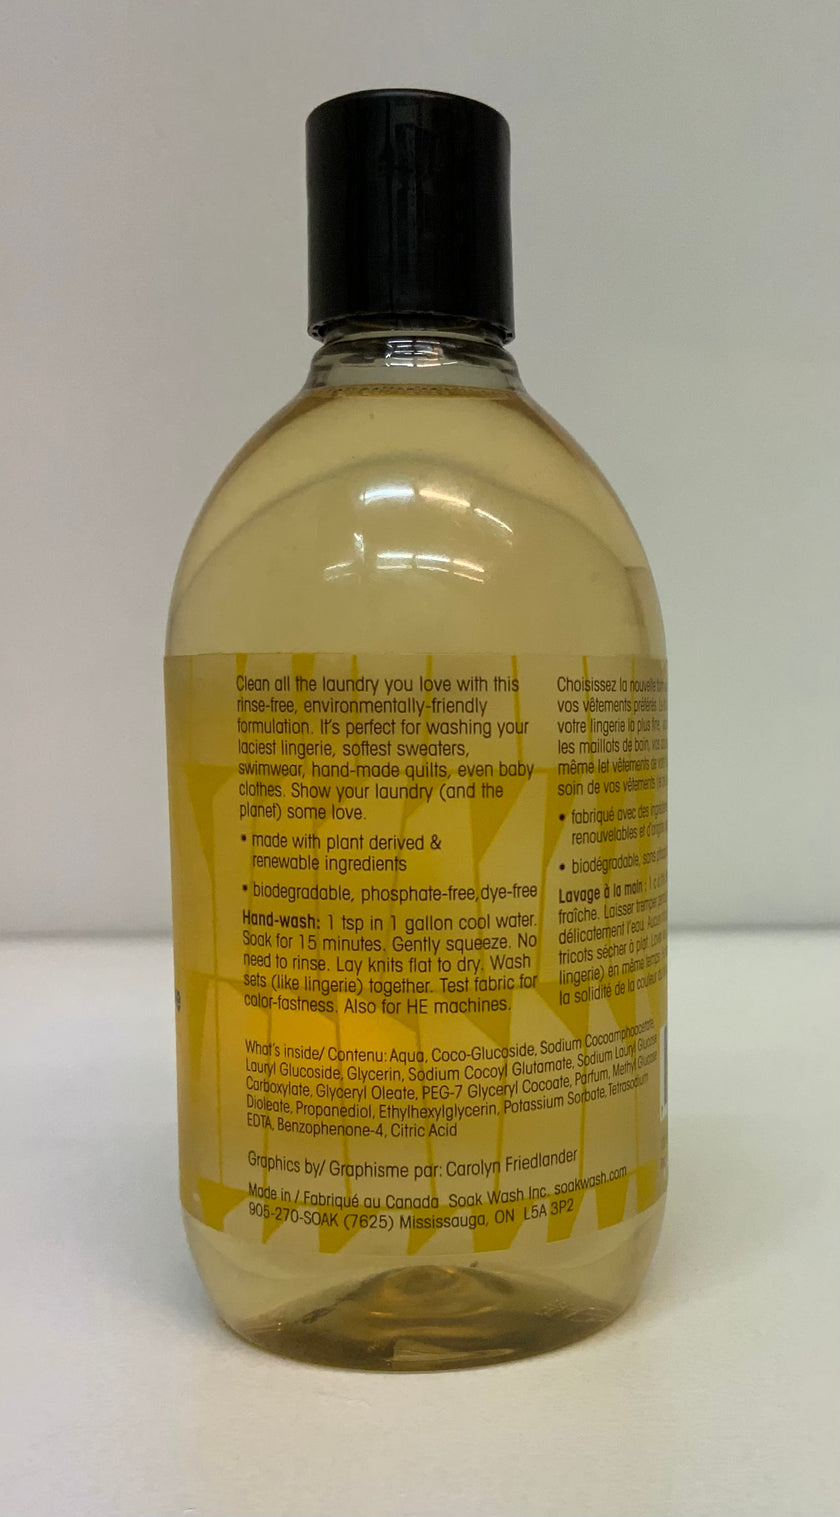 Clean all the laundry you love with this
rinse-free, environmentally-friendly
formulation. It's perfect for washing your
laciest lingerie, softest sweaters,
swimwear, hand-made quilts, even baby
clothes. Show your laundry (and the
planet) some love.
• made with plant derived &
renewable ingredients
• biodegradable, phosphate-free, dye-free
Hand-wash: 1 tsp in 1 gallon cool water.
Soak for 15 minutes. Gently squeeze. No
need to rinse. Lay knits flat to dry. Wash
sets (like lingerie) together. Test fabric for
color-fastness. Also for HE machines.
Choisissez la nouvelle
vos vêtements préférés.
votre lingerie la plus fine,
les maillots de bain, vos
même let vêtements de
soin de vos vêtements
• fabriqué avec des
renouvelables et
• biodégradable, sans
Lavage à la main: 1
fraîche. Laisser tremper
délicatement l'eau.
tricots sécher à plat.
lingerie) en même temps.
la solidité de la couleur
What's inside/ Contenu: Aqua, Coco-Glucoside, Sodium Cocoamphoacetate,
Lauryl Glucoside, Glycerin, Sodium Cocoyl Glutamate, Sodium Lauryl Glucose
Carboxylate, Glyceryl Oleate, PEG-7 Glyceryl Cocoate, Parfum, Methyl Glucose
Dioleate, Propanediol, Ethylhexylglycerin, Potassium Sorbate, Tetrasodium
EDTA, Benzophenone-4, Citric Acid
Graphics by/ Graphisme par: Carolyn Friedlander
Made in / Fabriqué au Canada Soak Wash Inc. soakwash.com
905-270-SOAK (7625) Mississauga, ON L5A 3P2